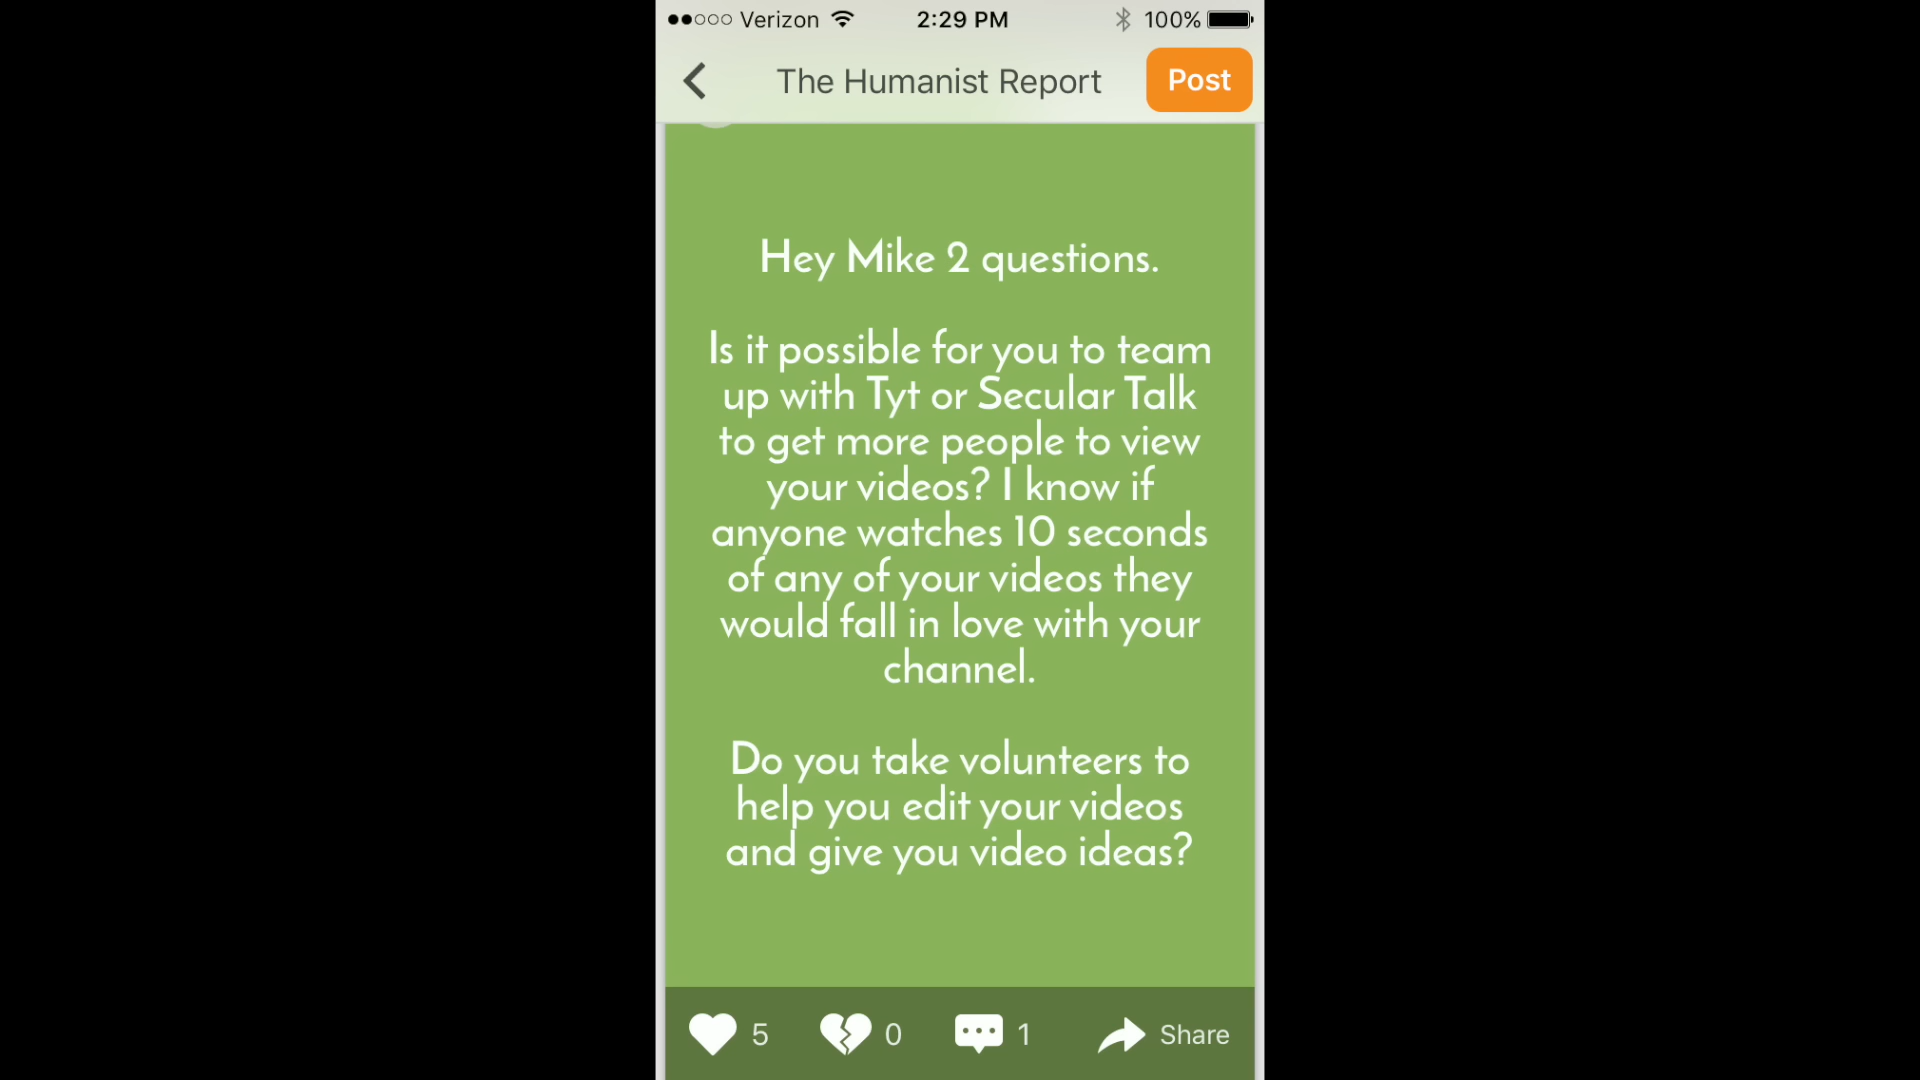 Verizon 2:29 PM 100%
The Humanist Report Post
Hey Mike 2 questions.
Is it possible for you to team
up with Tyt or Secular Talk
to get more people to view
your videos? I know if
anyone watches 10 seconds
of any of your videos they
would fall in love with your
channel.
Do you take volunteers to
help you edit your videos
and give you video ideas?
5 0 1 Share